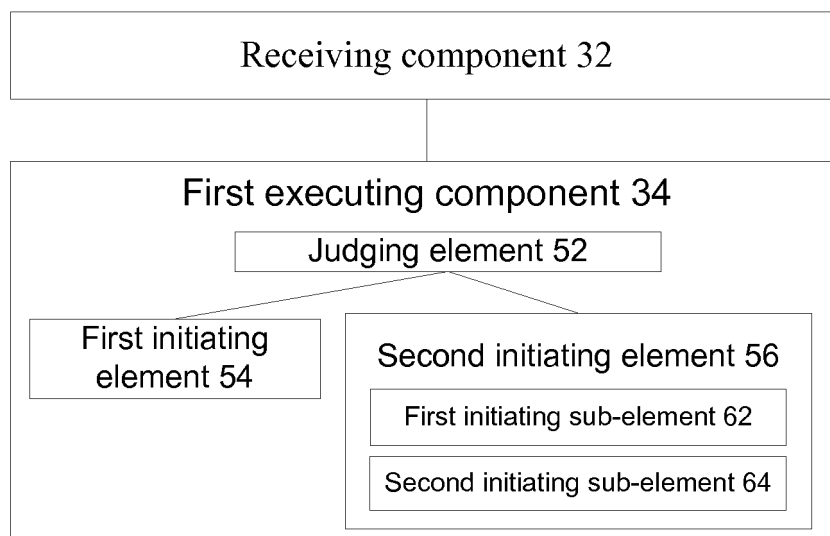 Receiving component 32
First executing component 34
Judging element 52
First initiating
element 54
Second initiating element 56
First initiating sub-element 62
Second initiating sub-element 64